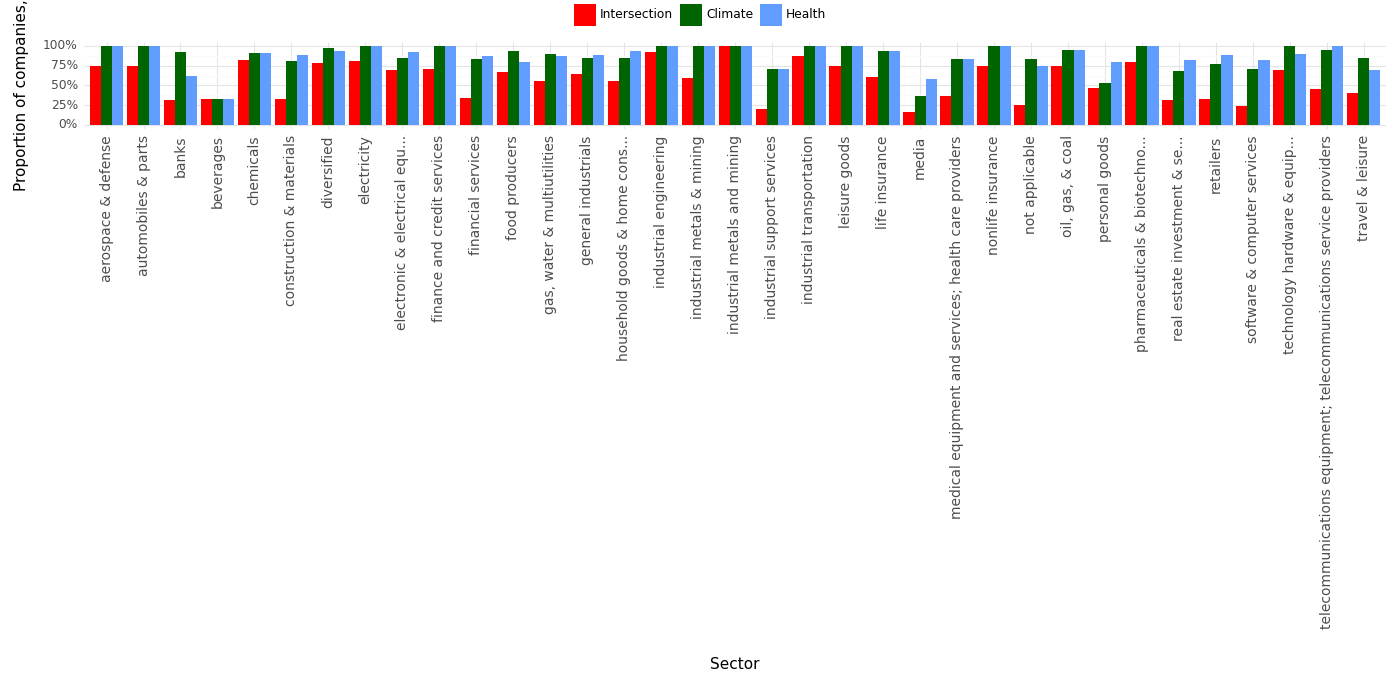 Intersection Climate Health
Proportion of companies,
100%
75%
50%
25%
0%
aerospace & defense
automobiles & parts
banks
beverages
chemicals
construction & materials
diversified
electricity
electronic & electrical equ...
finance and credit services
financial services
food producers
gas, water & multiutilities
general industrials
household goods & home cons...
industrial engineering
industrial metals & mining
industrial metals and mining
industrial support services
industrial transportation
leisure goods
life insurance
media
medical equipment and services; health care providers
nonlife insurance
not applicable
oil, gas, & coal
personal goods
pharmaceuticals & biotechno...
real estate investment & se...
retailers
software & computer services
technology hardware & equip...
telecommunications equipment; telecommunications service providers
travel & leisure
Sector